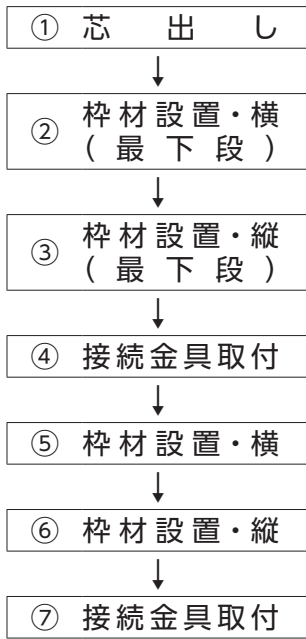 ① 芯出し
↓
② 枠材設置・横
(最下段)
↓
③ 枠材設置・縦
(最下段)
↓
④ 接続金具取付
↓
⑤ 枠材設置・横
↓
⑥ 枠材設置・縦
↓
⑦ 接続金具取付